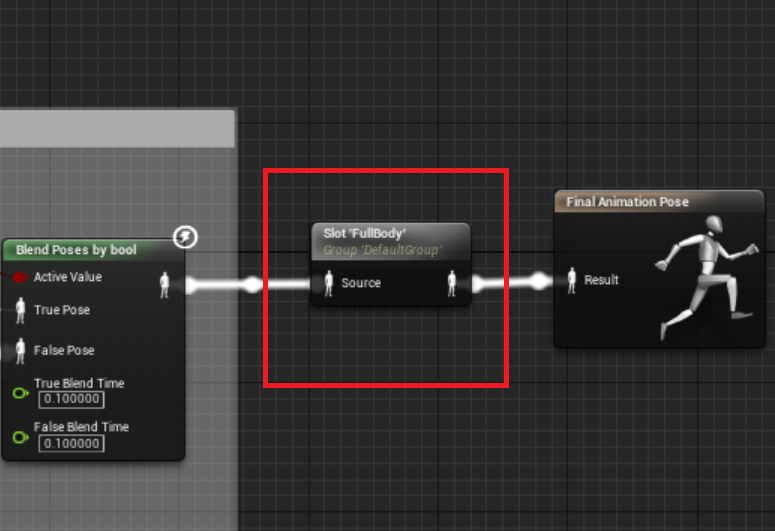 Blend Poses by bool
Active Value
True Pose
False Pose
True Blend Time
0.100000
False Blend Time
0.100000
Slot 'FullBody'
Group 'DefaultGroup'
Source
Final Animation Pose
Result